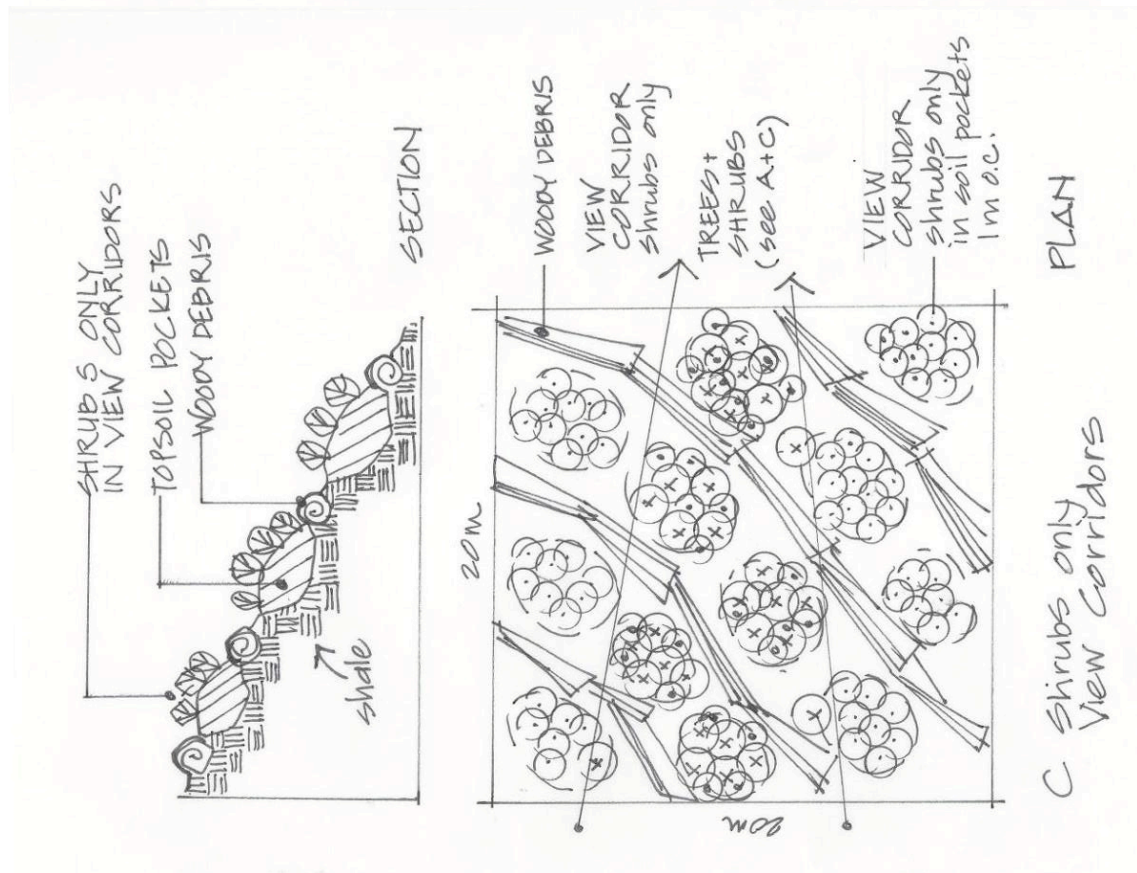 SHRUBS ONLY
IN VIEW CORRIDORS
TOPSOIL POCKETS
WOODY DEBRIS
shale
SECTION
20m
20m
WOODY DEBRIS
VIEW
CORRIDOR
shrubs only
TREES+
SHRUBS
(see A+C)
VIEW
CORRIDOR
shrubs only
in soil pockets
1m o.c.
PLAN
C Shrubs only
View Corridors